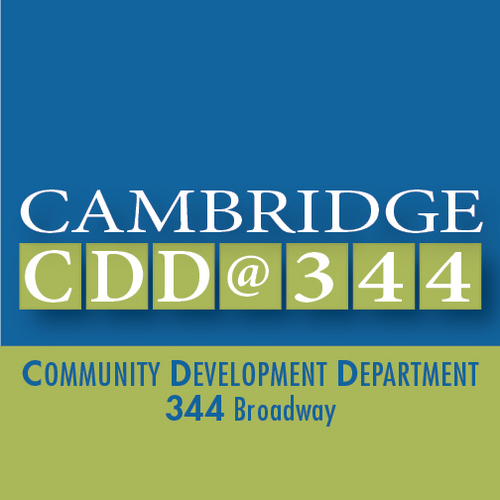 CAMBRIDGE
CDD@344
COMMUNITY DEVELOPMENT DEPARTMENT
344 Broadway